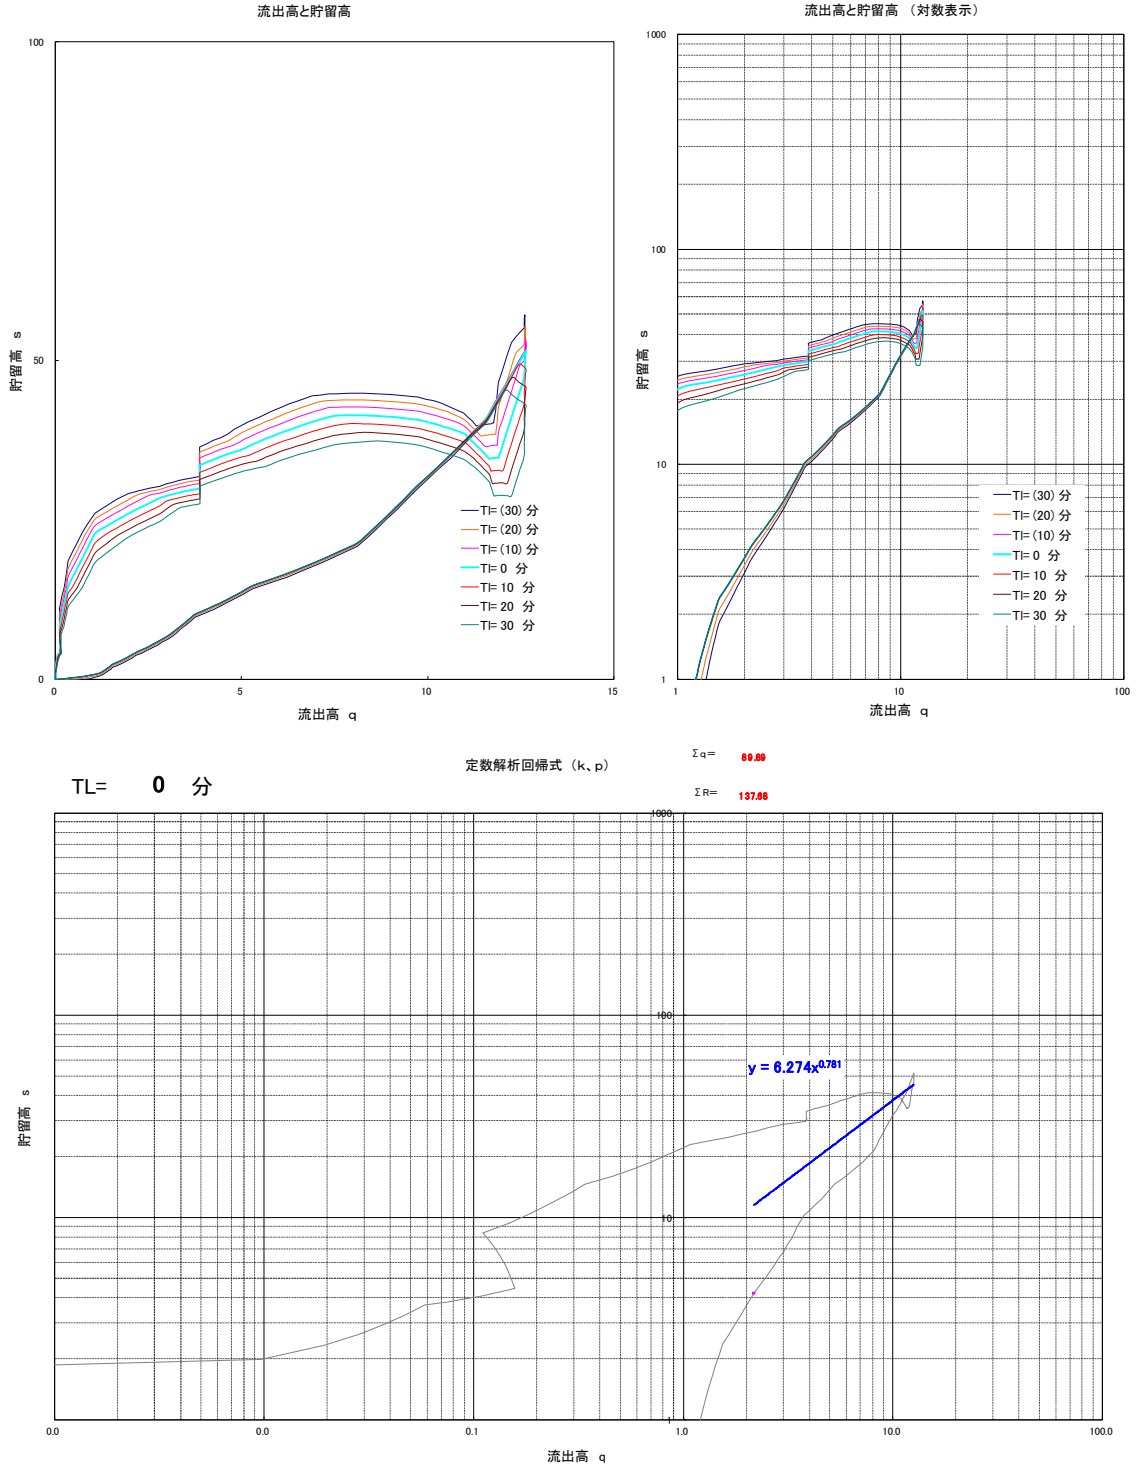 流出高と貯留高
100
50
0
0
5
10
15
貯留高 s
流出高 q
Tl= (30) 分
Tl= (20) 分
Tl= (10) 分
Tl= 0 分
Tl= 10 分
Tl= 20 分
Tl= 30 分
流出高と貯留高 (対数表示)
1000
100
10
1
1
10
100
貯留高 s
流出高 q
Tl= (30) 分
Tl= (20) 分
Tl= (10) 分
Tl= 0 分
Tl= 10 分
Tl= 20 分
Tl= 30 分
TL= 0 分
定数解析回帰式 (k、p)
Σq= 89.89
ΣR= 137.68
1000
100
10
1
y = 6.274x^0.781
貯留高 s
0.0
0.0
0.1
1.0
10.0
100.0
流出高 q